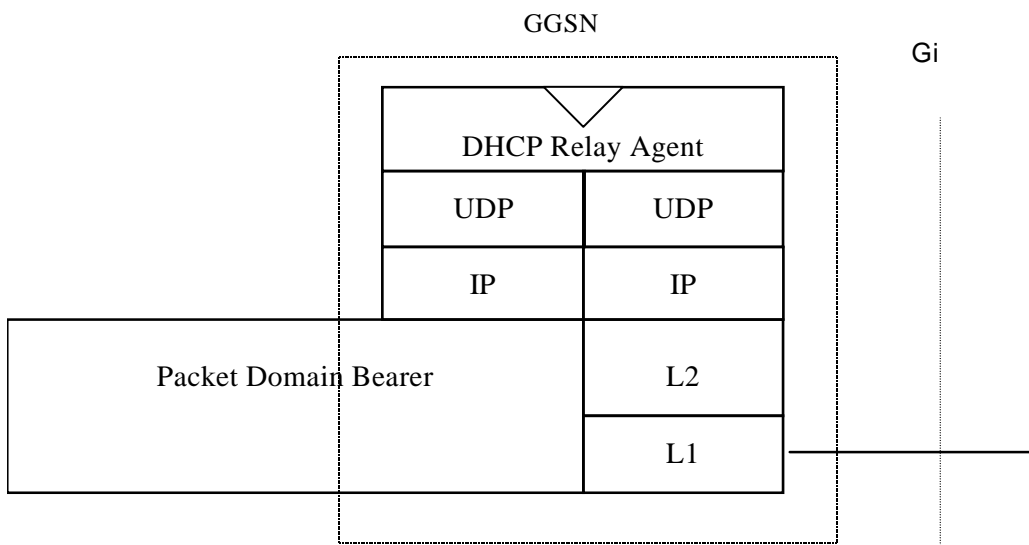 GGSN
Gi
DHCP Relay Agent
UDP
UDP
IP
IP
Packet Domain Bearer
L2
L1